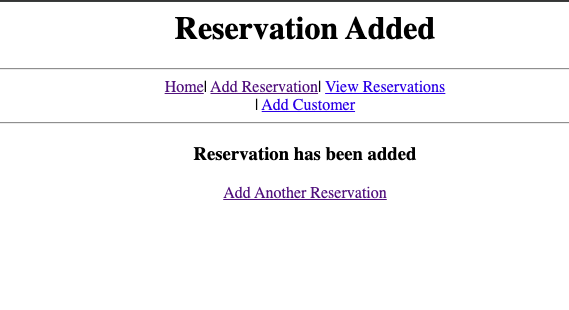 Reservation Added
Home| Add Reservation| View Reservations
| Add Customer
Reservation has been added
Add Another Reservation